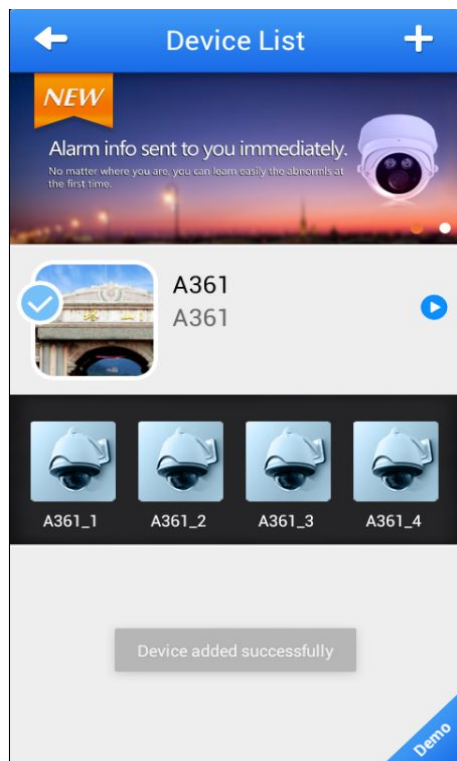 Device List
NEW
Alarm info sent to you immediately.
No matter where you are, you can learn easily the abnormls at
the first time.
A361
A361
A361_1 A361_2 A361_3 A361_4
Device added successfully
Demo